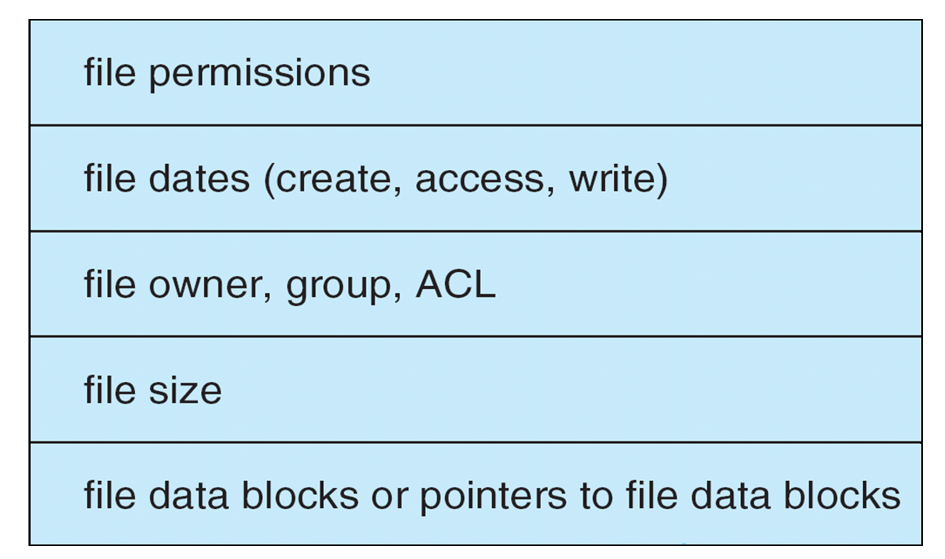 file permissions
file dates (create, access, write)
file owner, group, ACL
file size
file data blocks or pointers to file data blocks